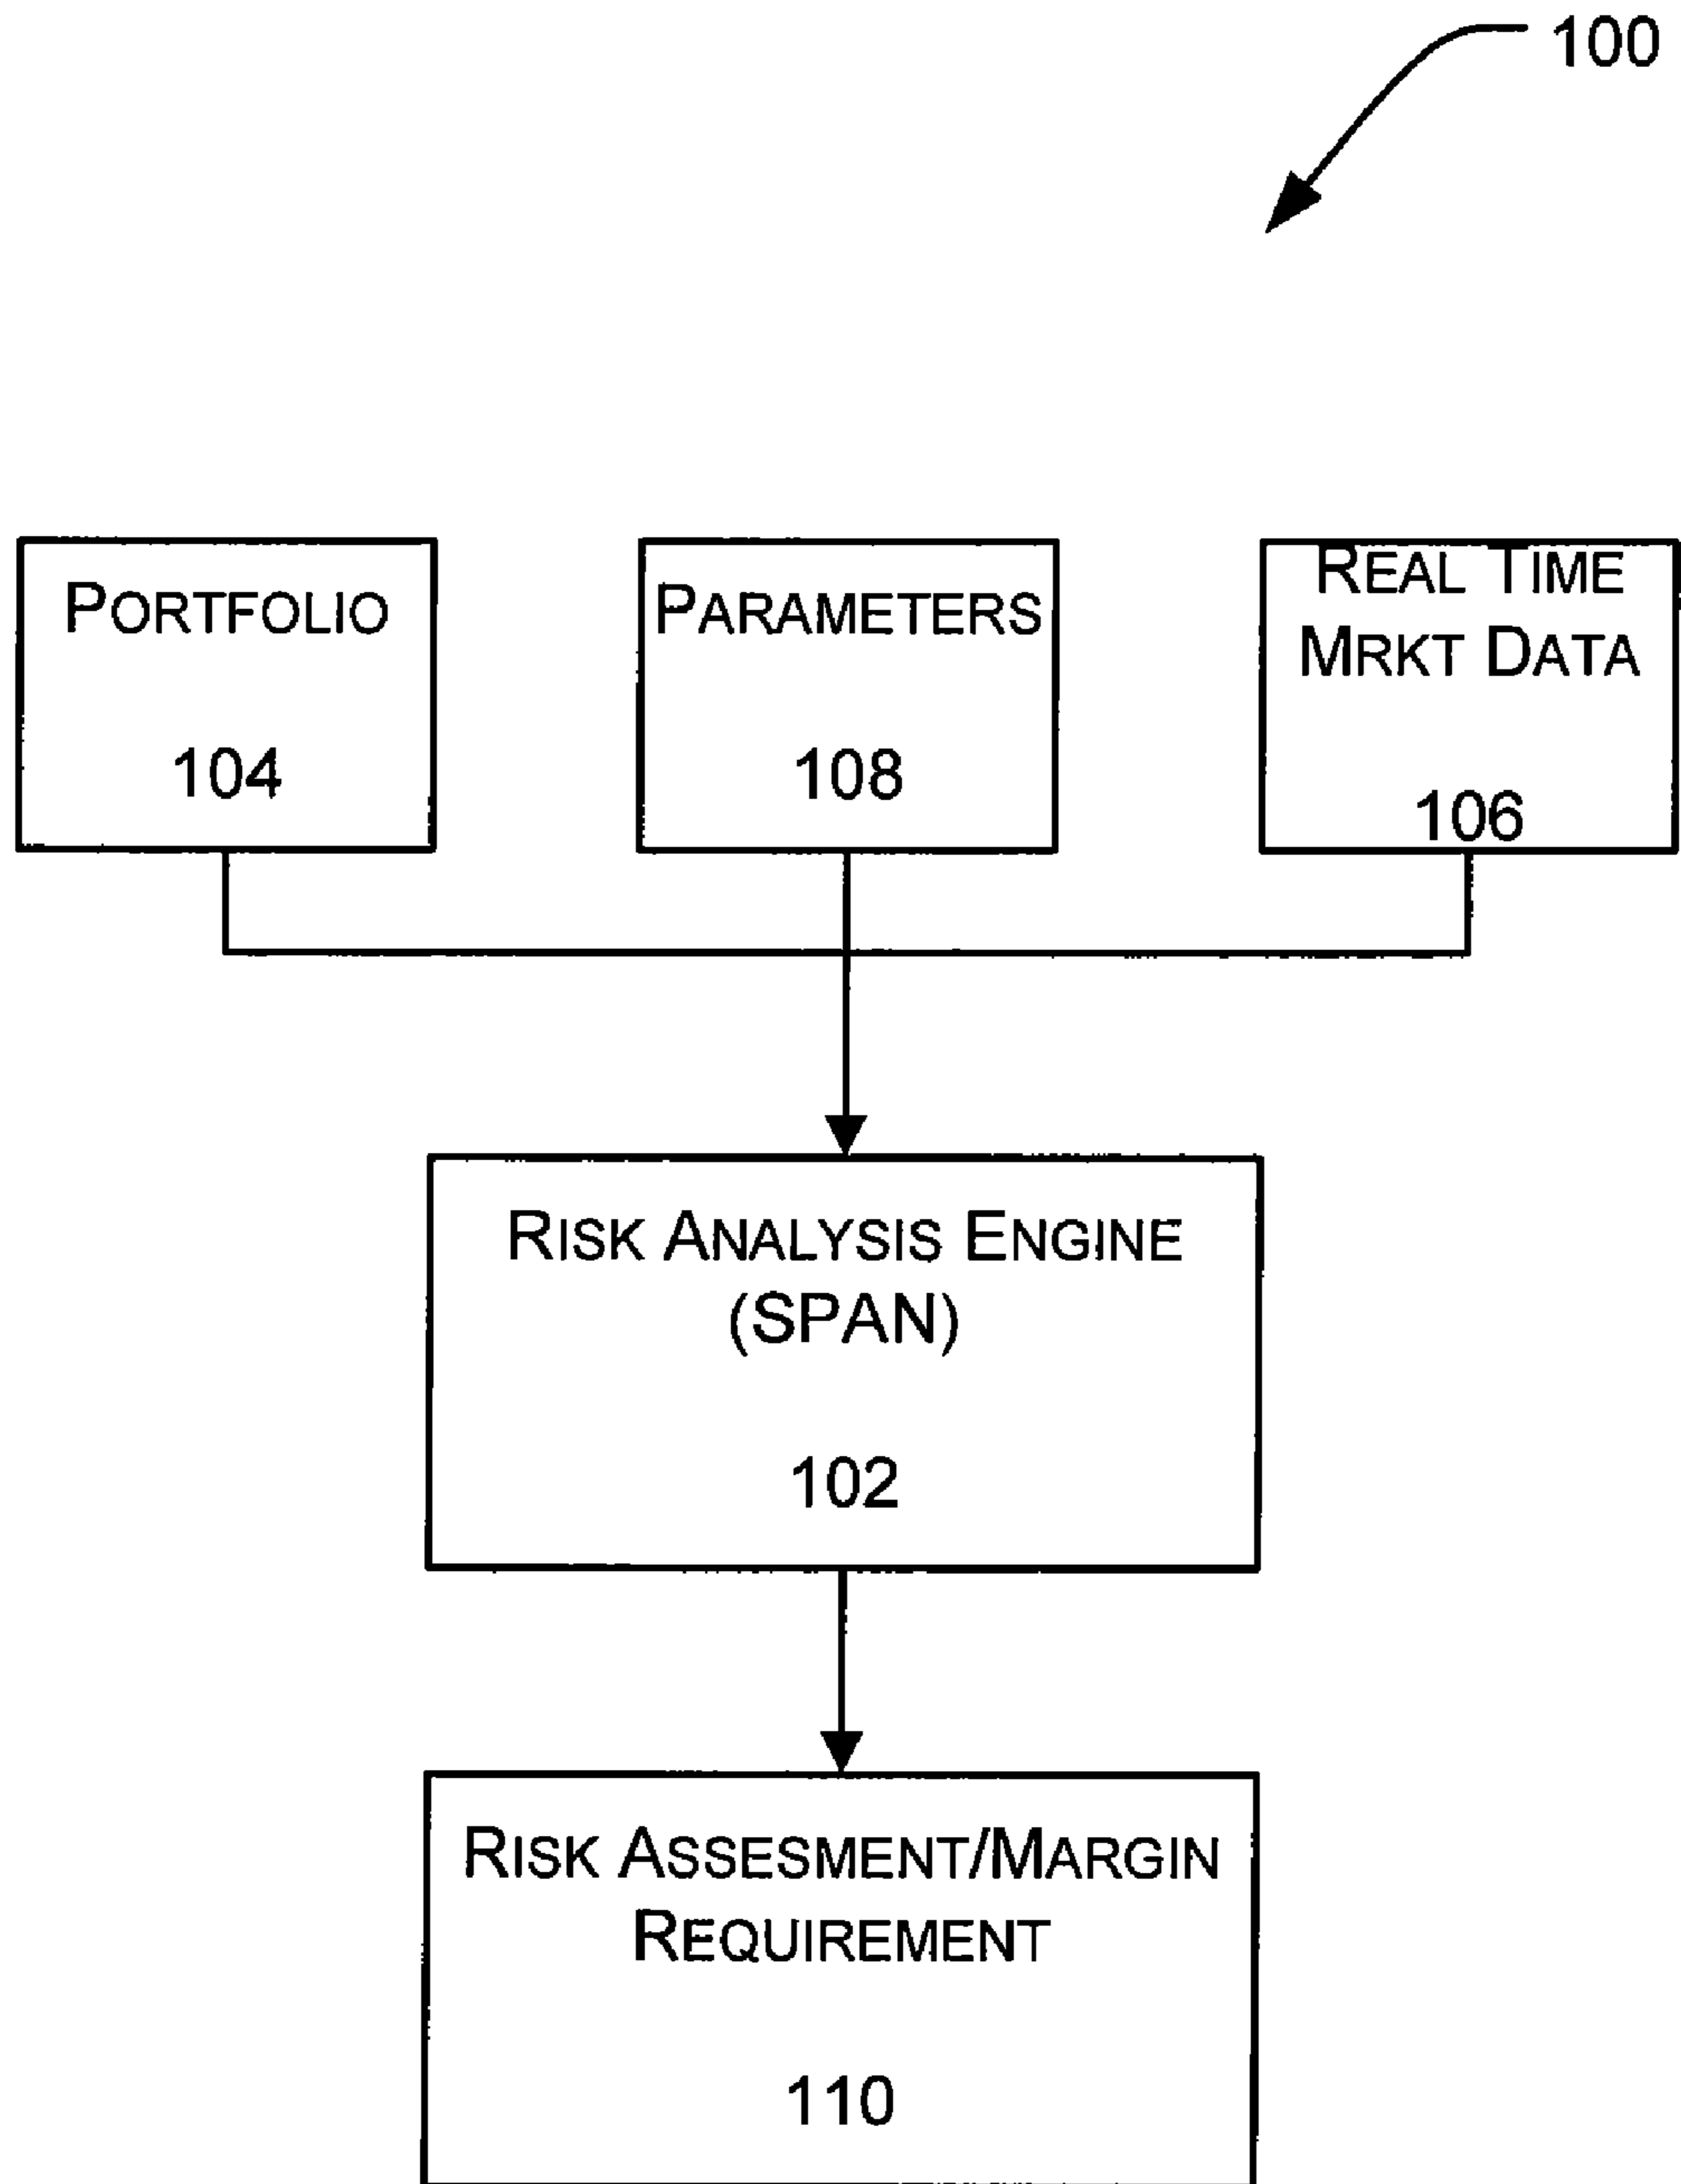 100
PORTFOLIO
104
PARAMETERS
108
REAL TIME
MRKT DATA
106
RISK ANALYSIS ENGINE
(SPAN)
102
RISK ASSESMENT/MARGIN
REQUIREMENT
110